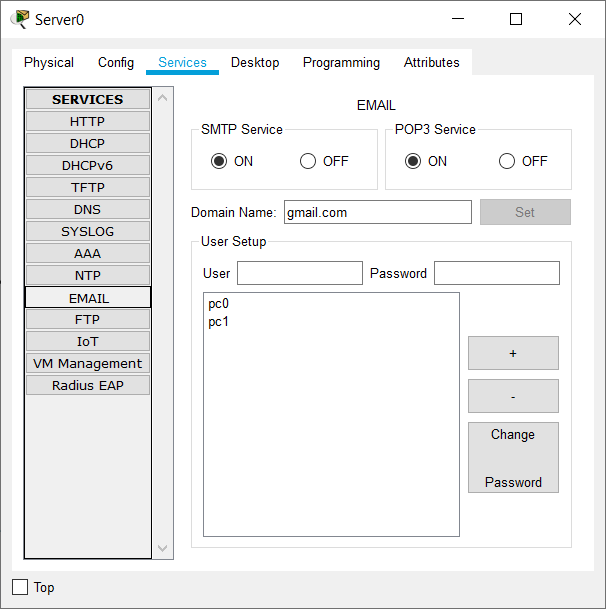 Server0
Physical Config Services Desktop Programming Attributes
SERVICES
HTTP
DHCP
DHCPv6
TFTP
DNS
SYSLOG
AAA
NTP
EMAIL
FTP
IoT
VM Management
Radius EAP
EMAIL
SMTP Service
ON OFF
POP3 Service
ON OFF
Domain Name: gmail.com Set
User Setup
User Password
pc0
pc1
+
-
Change
Password
Top